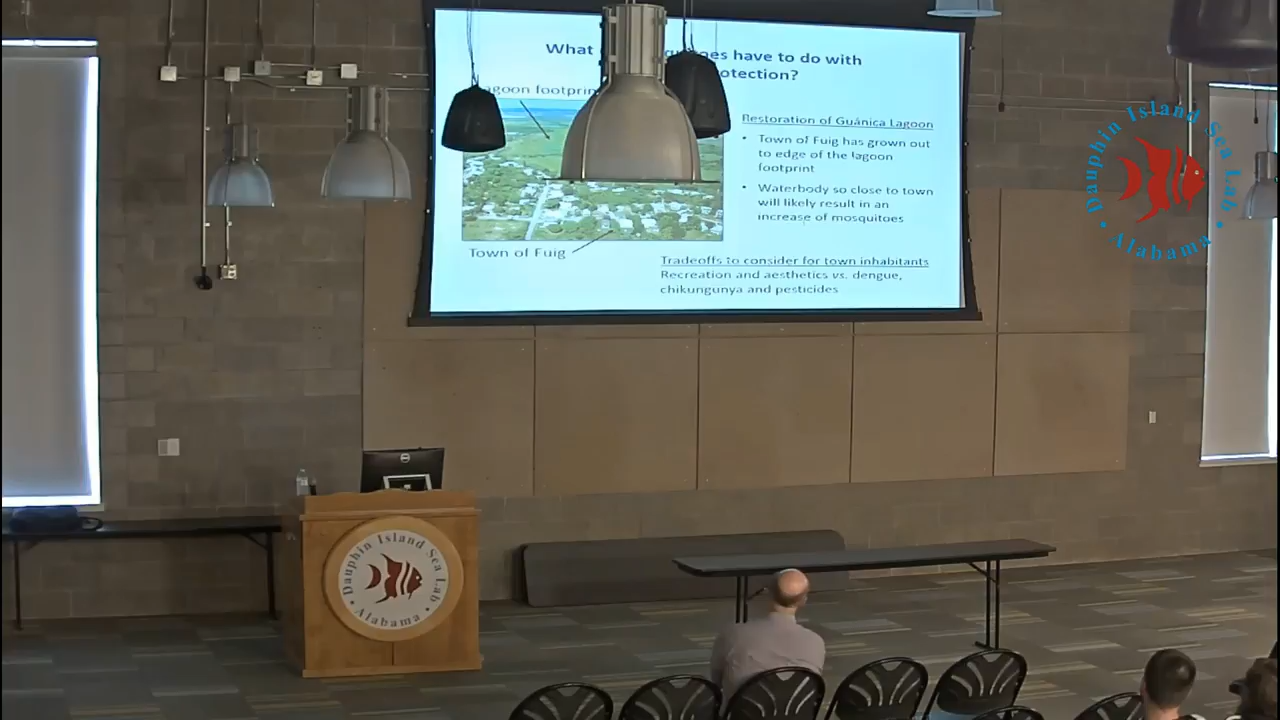 What
oes have to do with
otection?
agoon footprin
Restoration of Guánica Lagoon
• Town of Fuig has grown out
to edge of the lagoon
footprint
• Waterbody so close to town
will likely result in an
increase of mosquitoes
Town of Fuig
Tradeoffs to consider for town inhabitants
Recreation and aesthetics vs. dengue,
chikungunya and pesticides
Dauphin Island Sea Lab
• Alabama •
DELL
Dauphin Island Sea Lab
• Alabama •